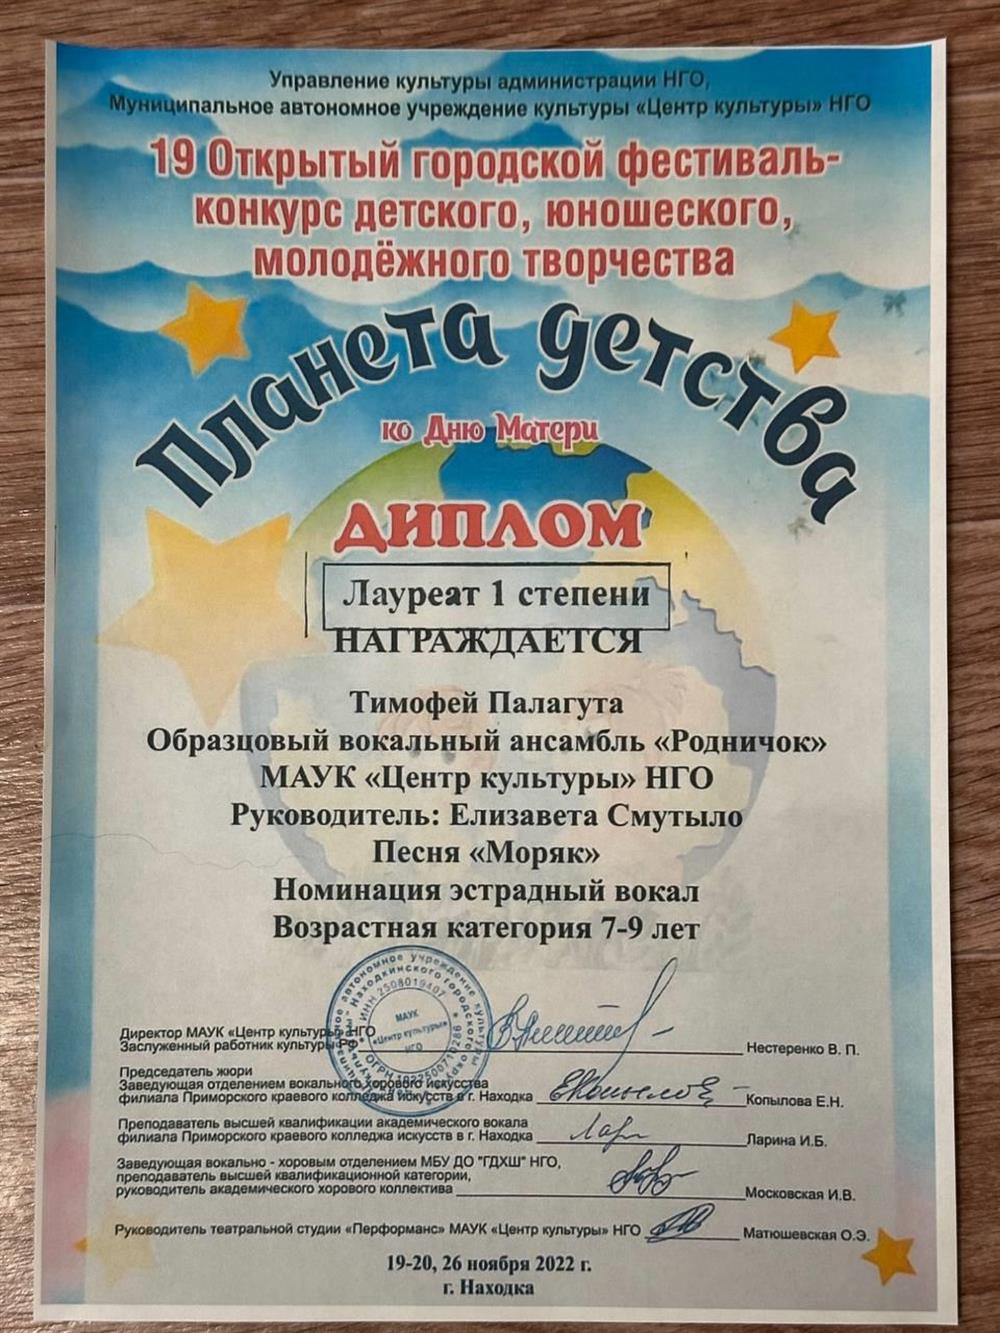 Управление культуры администрации НГО,
Муниципальное автономное учреждение культуры «Центр культуры» НГО
19 Открытый городской фестиваль-
конкурс детского, юношеского,
молодёжного творчества
Планета детства
ко Дню Матери
ДИПЛОМ
Лауреат 1 степени
НАГРАЖДАЕТСЯ
Тимофей Палагута
Образцовый вокальный ансамбль «Родничок»
МАУК «Центр культуры» НГО
Руководитель: Елизавета Смутыло
Песня «Моряк»
Номинация эстрадный вокал
Возрастная категория 7-9 лет
Директор МАУК «Центр культуры» НГО
Заслуженный работник культуры РФ
Нестеренко В. П.
МАУК
«Центр культуры»
НГО
ИНН 2508019407
Председатель жюри
Заведующая отделением вокального хорового искусства
филиала Приморского краевого колледжа искусств в г. Находка
Копылова Е.Н.
Преподаватель высшей квалификации академического вокала
филиала Приморского краевого колледжа искусств в г. Находка
Ларина И.Б.
Заведующая вокально - хоровым отделением МБУ ДО "ГДХШ" НГО,
преподаватель высшей квалификационной категории,
руководитель академического хорового коллектива
Московская И.В.
Руководитель театральной студии «Перформанс» МАУК «Центр культуры» НГО
Матюшевская О.Э.
19-20, 26 ноября 2022 г.
г. Находка